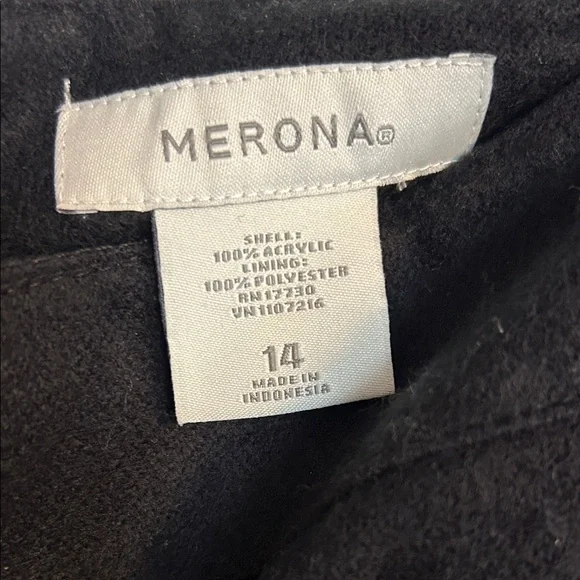 MERONA®
SHELL:
100% ACRYLIC
LINING:
100% POLYESTER
RN17730
VN1107216
14
MADE IN
INDONESIA